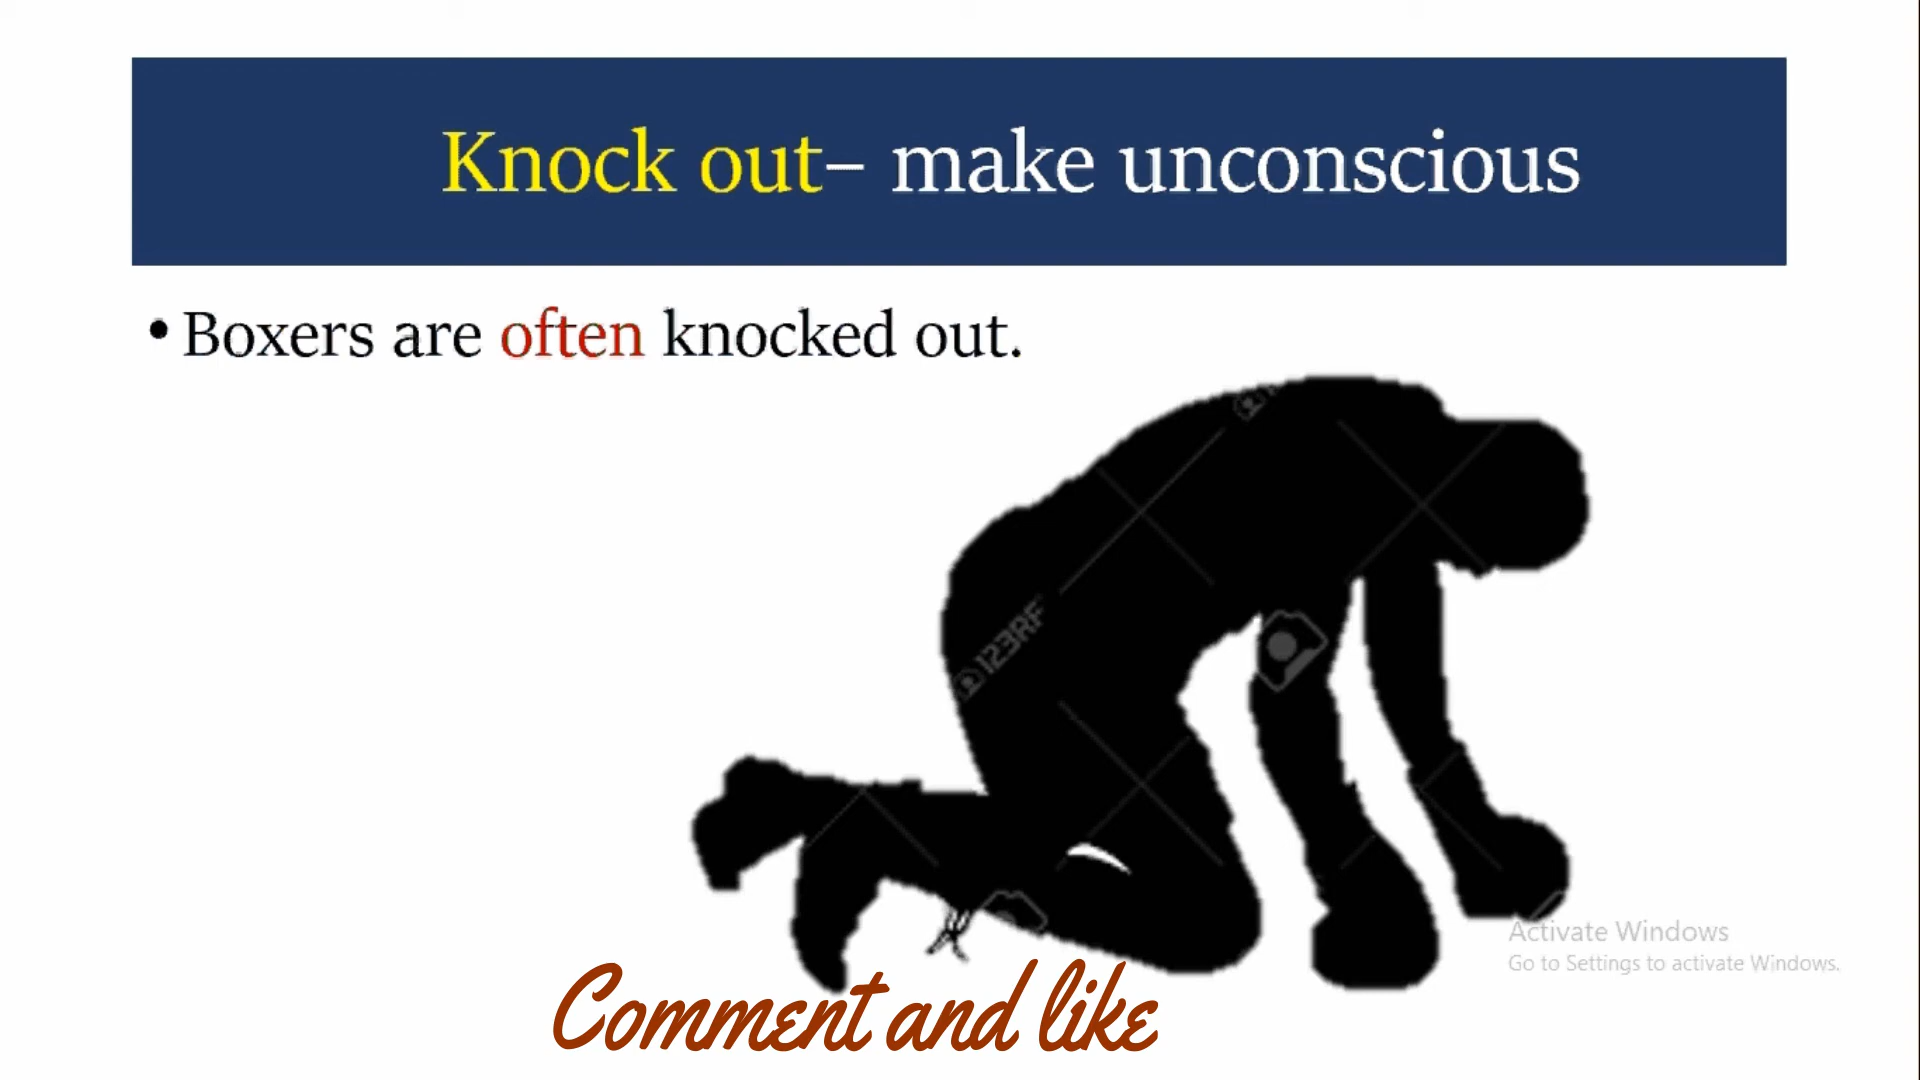 Knock out– make unconscious
• Boxers are often knocked out.
123RF
Activate Windows
Go to Settings to activate Windows.
Comment and like